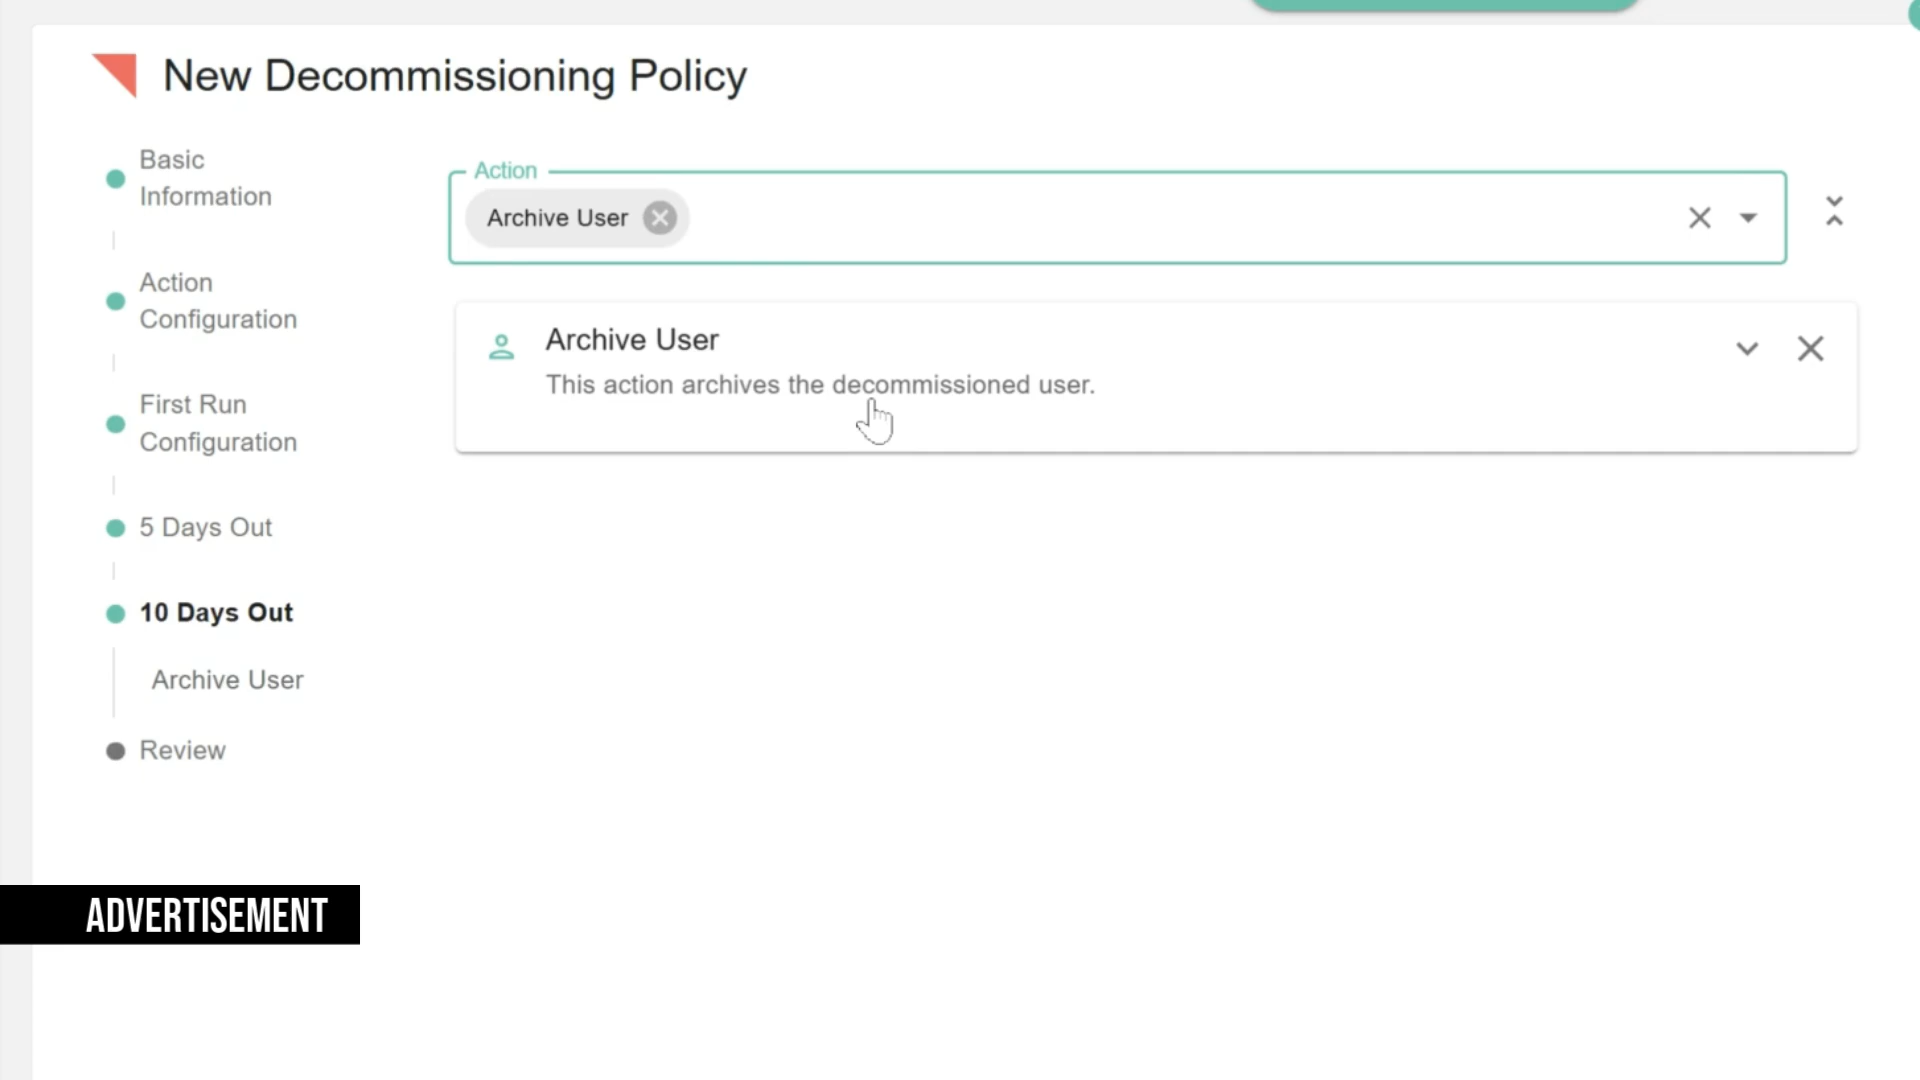 New Decommissioning Policy
Basic
Information
Action
Configuration
First Run
Configuration
5 Days Out
10 Days Out
Archive User
Review
Action
Archive User
Archive User
This action archives the decommissioned user.
ADVERTISEMENT